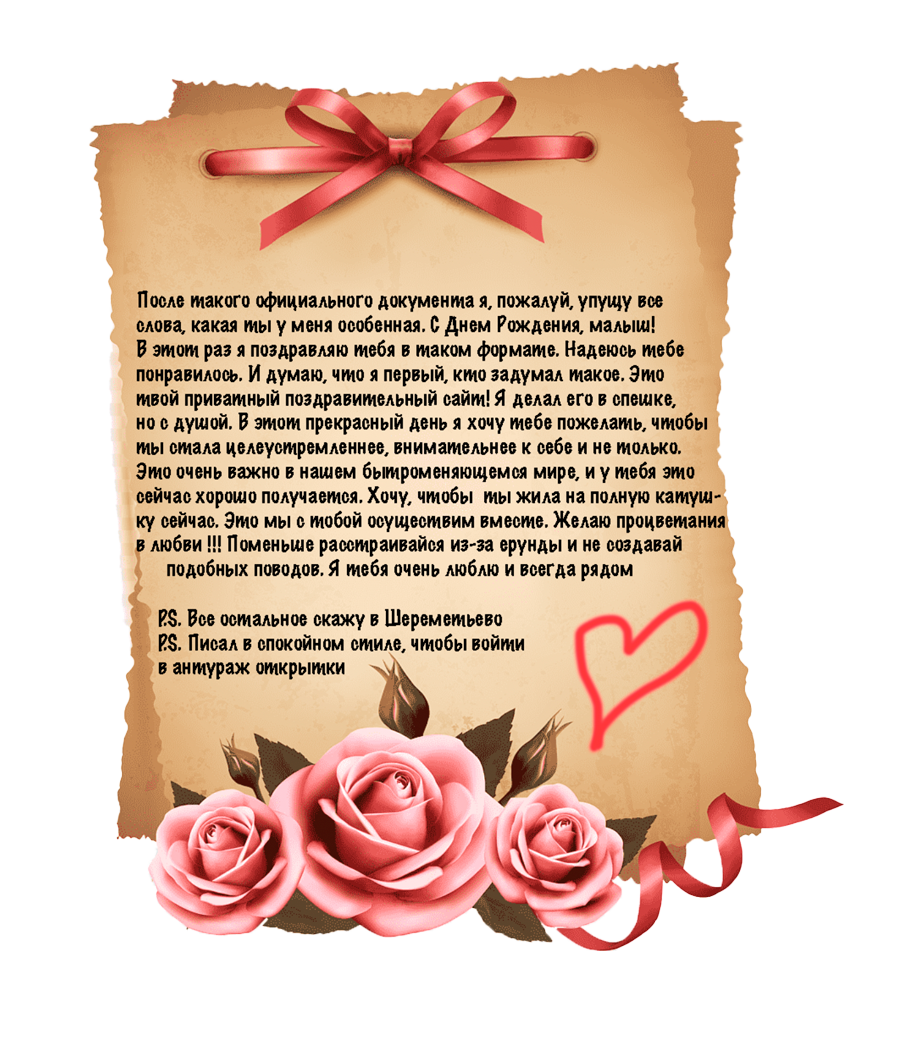 После такого официального документа я, пожалуй, упущу все
слова, какая ты у меня особенная. С Днем Рождения, малыш!
В этот раз я поздравляю тебя в таком формате. Надеюсь тебе
понравилось. И думаю, что я первый, кто задумал такое. Это
твой приватный поздравительный сайт! Я делал его в спешке,
но с душой. В этот прекрасный день я хочу тебе пожелать, чтобы
ты стала целеустремленнее, внимательнее к себе и не только.
Это очень важно в нашем бытроменяющемся мире, и у тебя это
сейчас хорошо получается. Хочу, чтобы ты жила на полную катуш-
ку сейчас. Это мы с тобой осуществим вместе. Желаю процветания
в любви !!! Поменьше расстраивайся из-за ерунды и не создавай
подобных поводов. Я тебя очень люблю и всегда рядом
P.S. Все остальное скажу в Шереметьево
P.S. Писал в спокойном стиле, чтобы войти
в антураж открытки